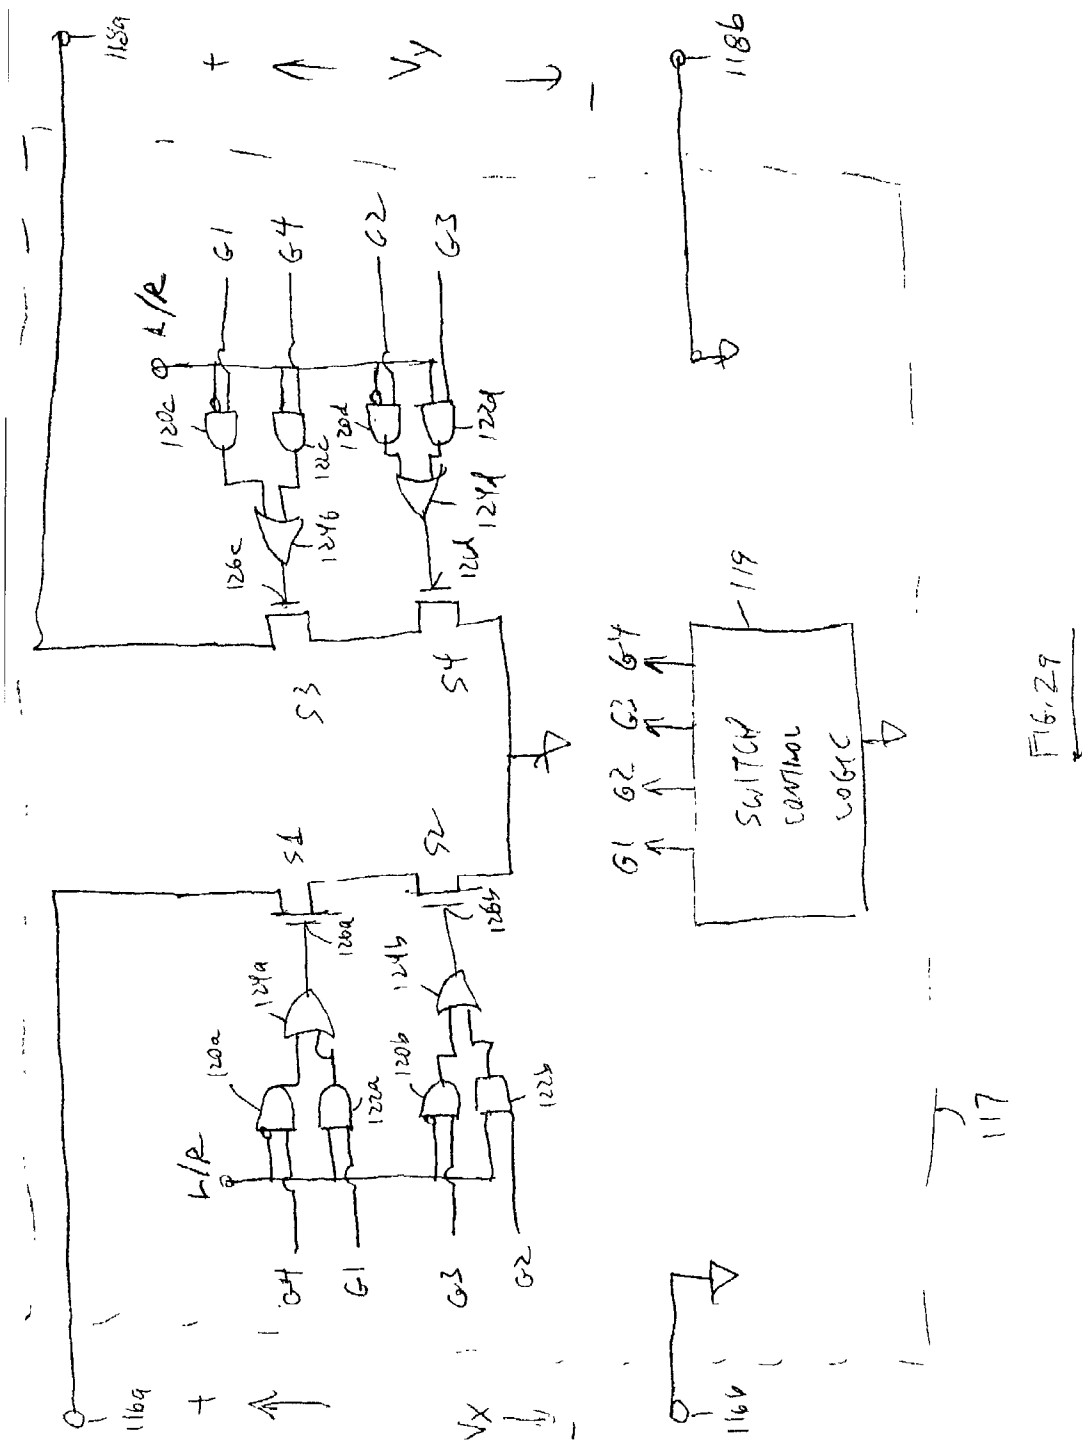 116a
+
Vx
-
116b
118a
+
Vy
-
118b
L/R
G4
G1
G3
G2
120a
122a
120b
122b
124a
124b
126a
126b
S1
S2
S3
S4
126c
126d
124b
124d
120c
122c
120d
122d
L/R
G1
G4
G2
G3
G1 G2 G3 G4
119
SWITCH
CONTROL
LOGIC
117
FIG. 29